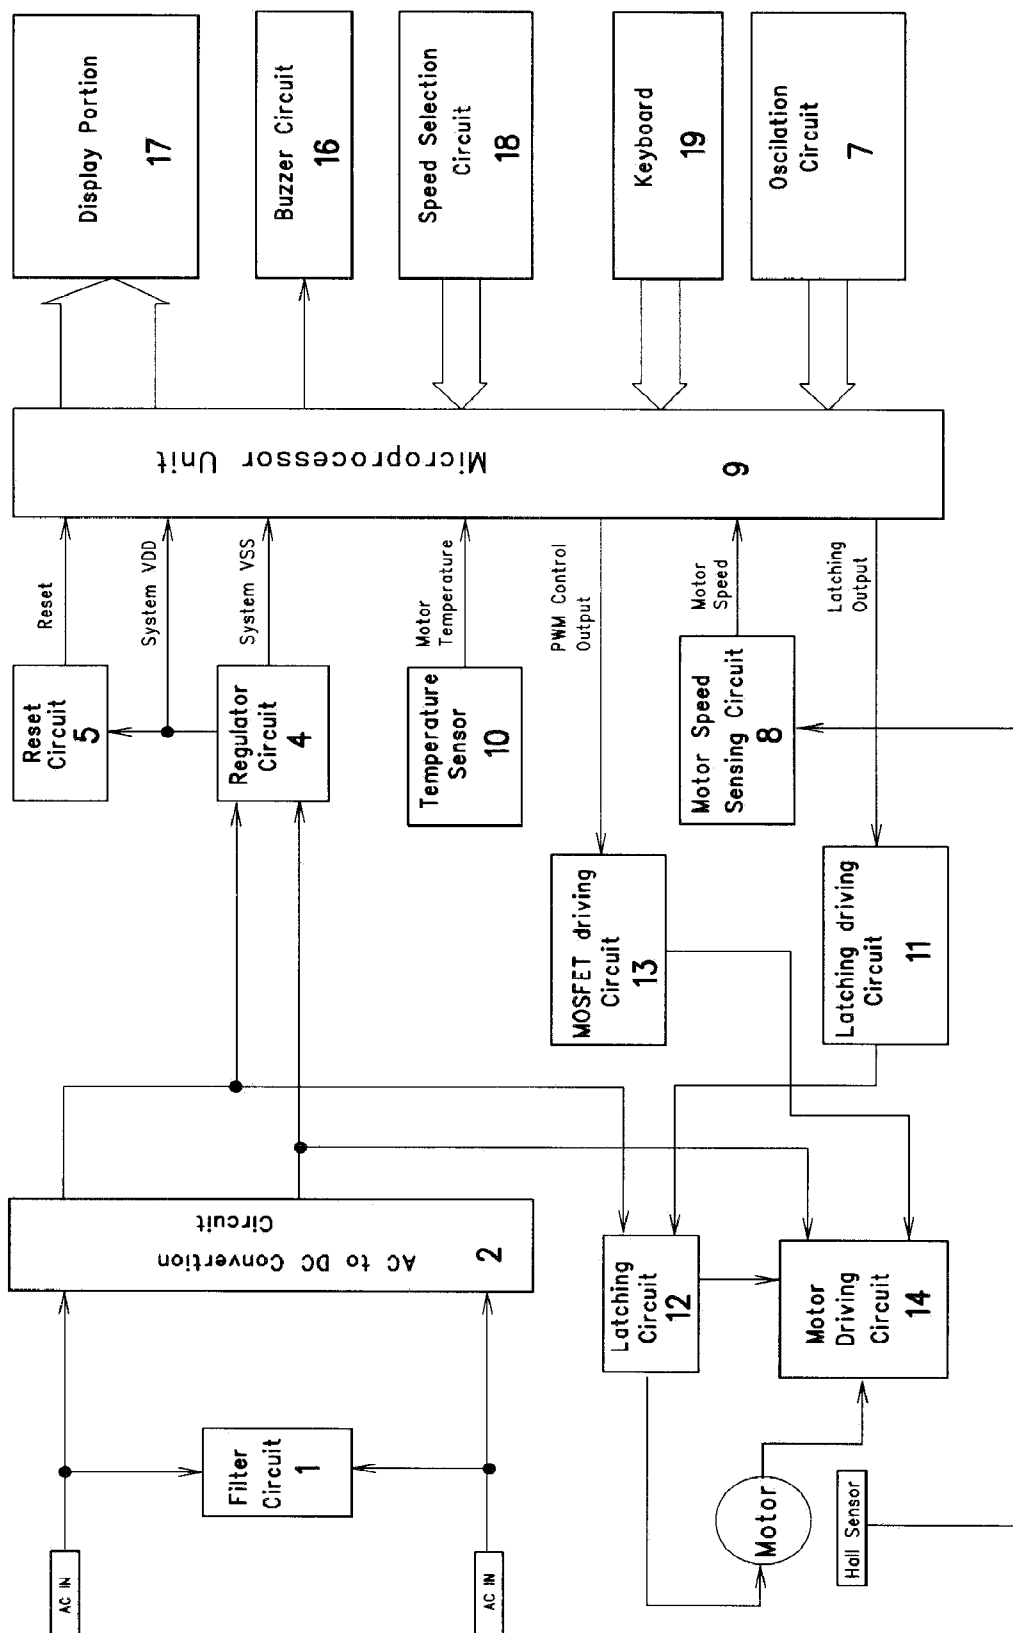 Display Portion
17
Buzzer Circuit
16
Speed Selection
Circuit
18
Keyboard
19
Oscilation
Circuit
7
Microprocessor Unit
9
Reset
System VDD
System VSS
Motor
Temperature
PWM Control
Output
Motor
Speed
Latching
Output
Reset
Circuit
5
Regulator
Circuit
4
Temperature
Sensor
10
Motor Speed
Sensing Circuit
8
MOSFET driving
Circuit
13
Latching driving
Circuit
11
AC to DC Convertion
Circuit
2
Latching
Circuit
12
Motor
Driving
Circuit
14
Filter
Circuit
1
Motor
Hall Sensor
AC IN
AC IN